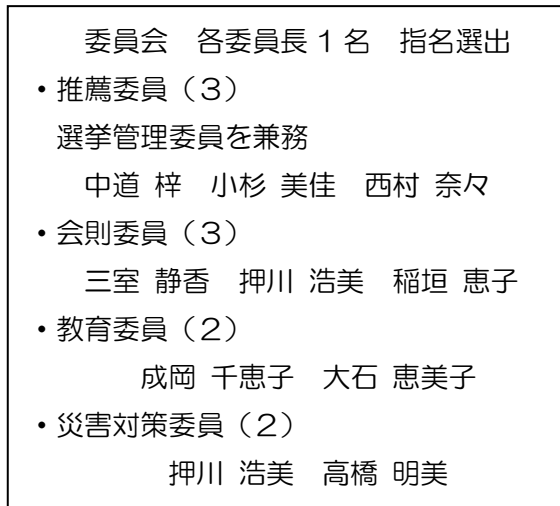 委員会　各委員長 1 名　指名選出
・推薦委員（３）
選挙管理委員を兼務
中道 梓　小杉 美佳　西村 奈々
・会則委員（３）
三室 静香　押川 浩美　稲垣 恵子
・教育委員（２）
成岡 千恵子　大石 恵美子
・災害対策委員（２）
押川 浩美　高橋 明美